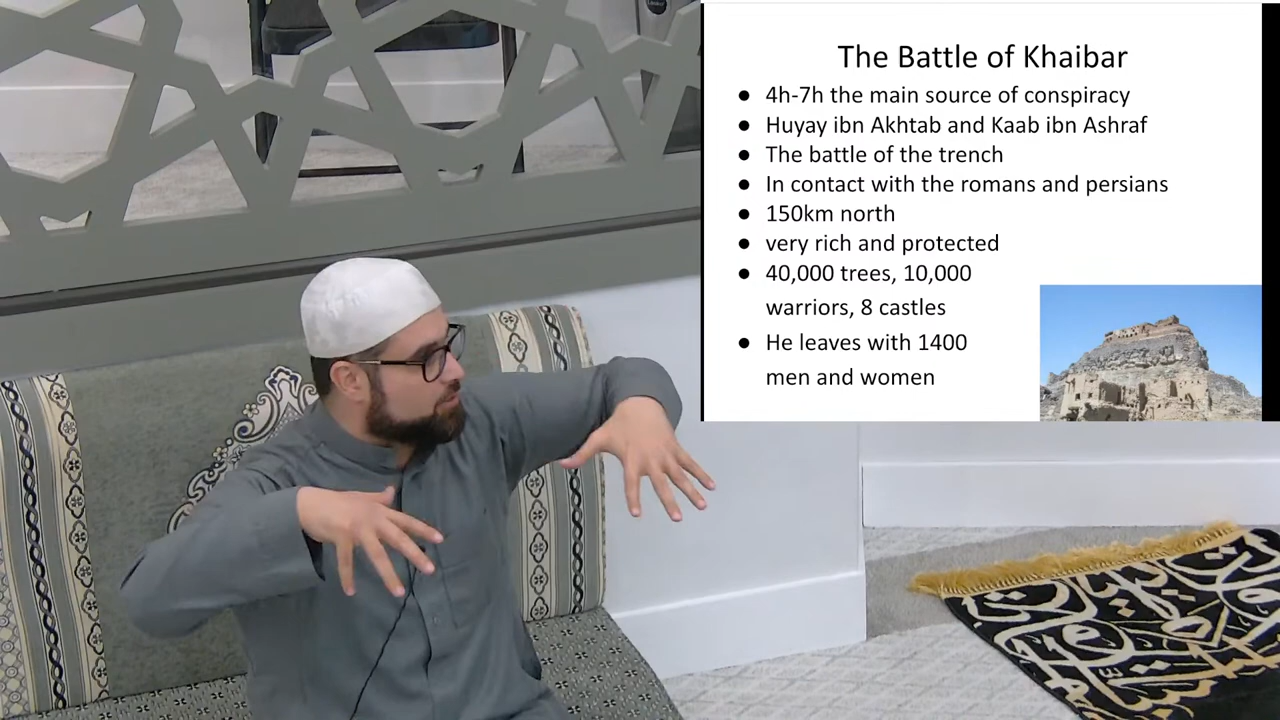 The Battle of Khaibar
● 4h-7h the main source of conspiracy
● Huyay ibn Akhtab and Kaab ibn Ashraf
● The battle of the trench
● In contact with the romans and persians
● 150km north
● very rich and protected
● 40,000 trees, 10,000
warriors, 8 castles
● He leaves with 1400
men and women